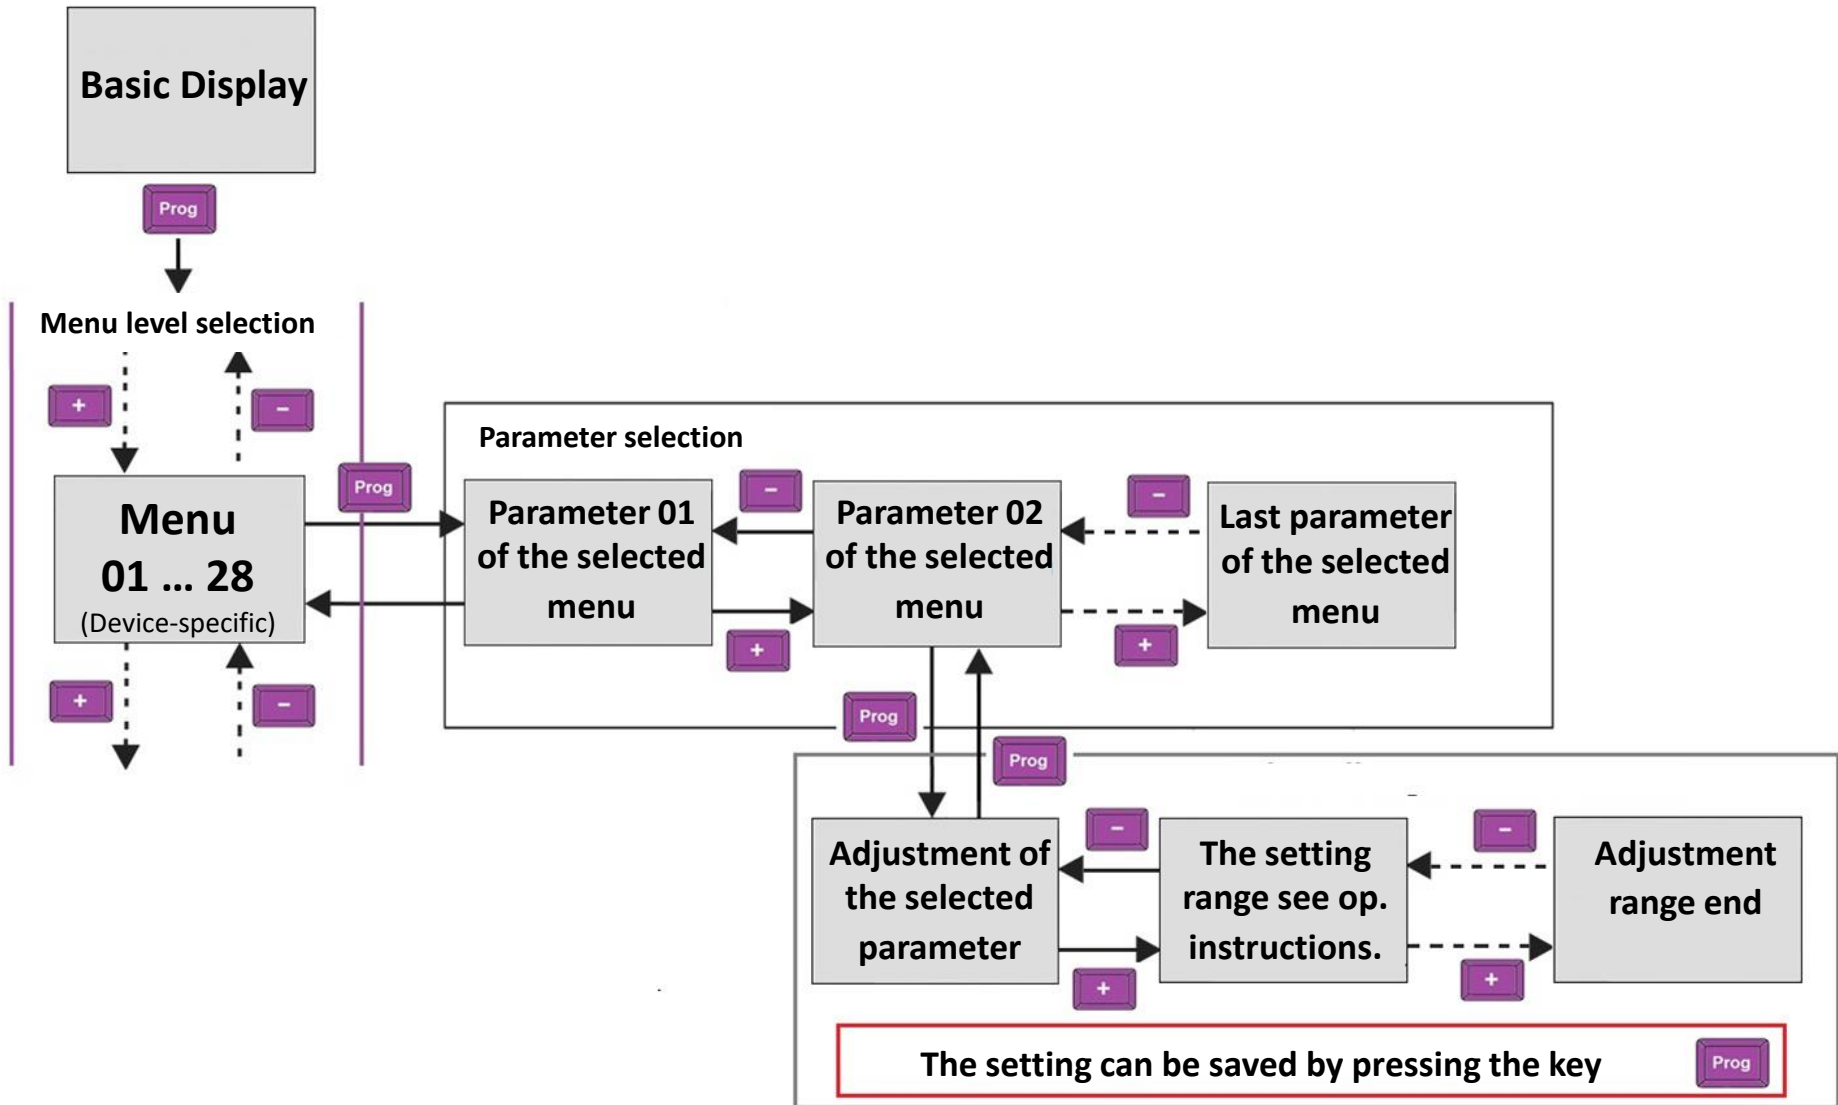 Basic Display
Prog
Menu level selection
+
−
Menu
01 ... 28
(Device-specific)
+
−
Prog
Parameter selection
Parameter 01
of the selected
menu
−
+
Parameter 02
of the selected
menu
−
+
Last parameter
of the selected
menu
Prog
Prog
Adjustment of
the selected
parameter
−
+
The setting
range see op.
instructions.
−
+
Adjustment
range end
The setting can be saved by pressing the key
Prog